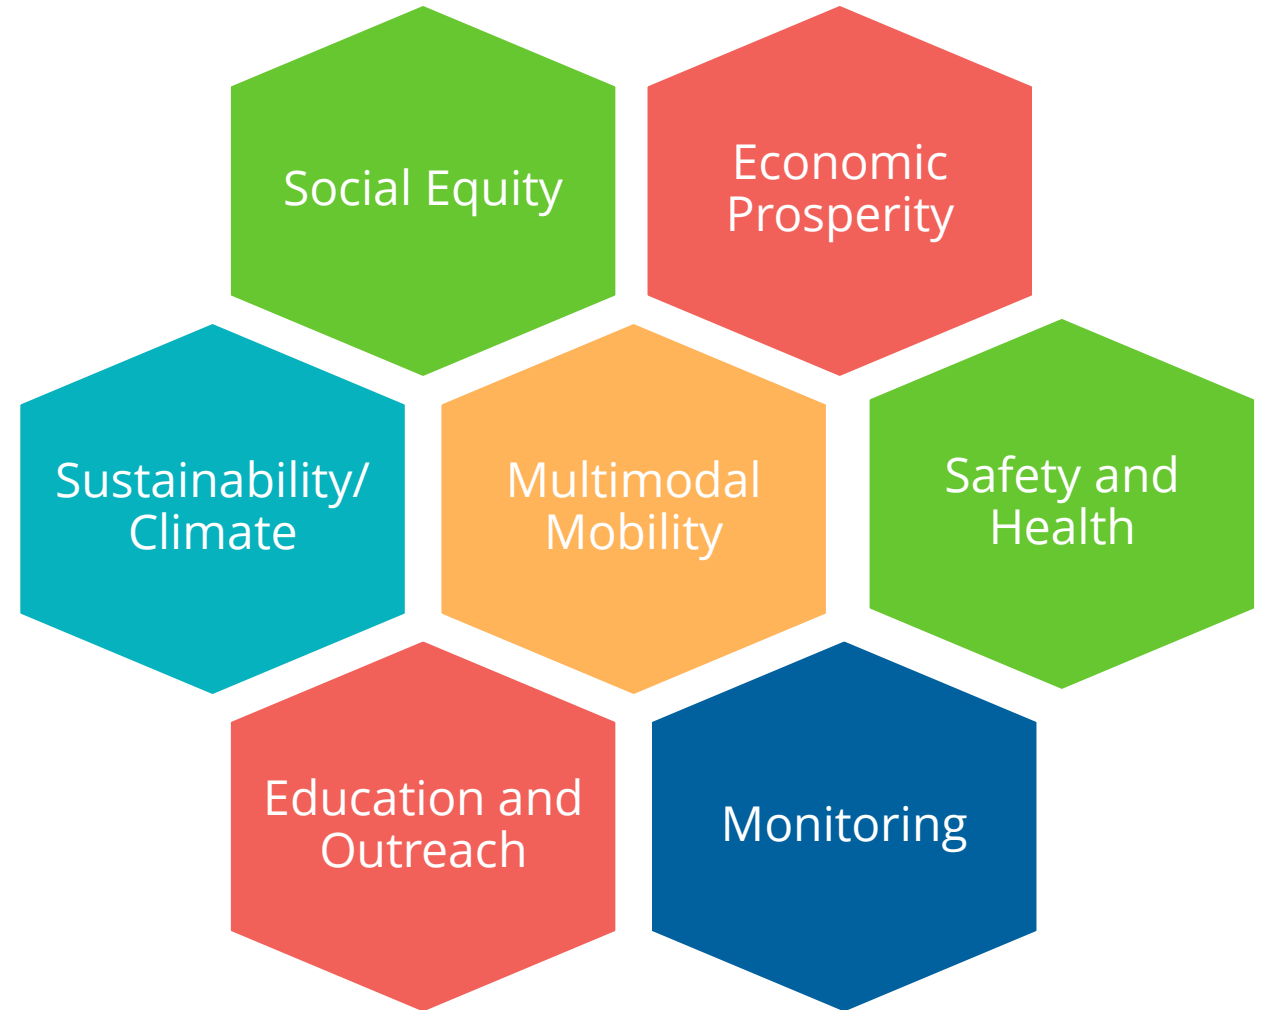 Social Equity
Economic
Prosperity
Sustainability/
Climate
Multimodal
Mobility
Safety and
Health
Education and
Outreach
Monitoring